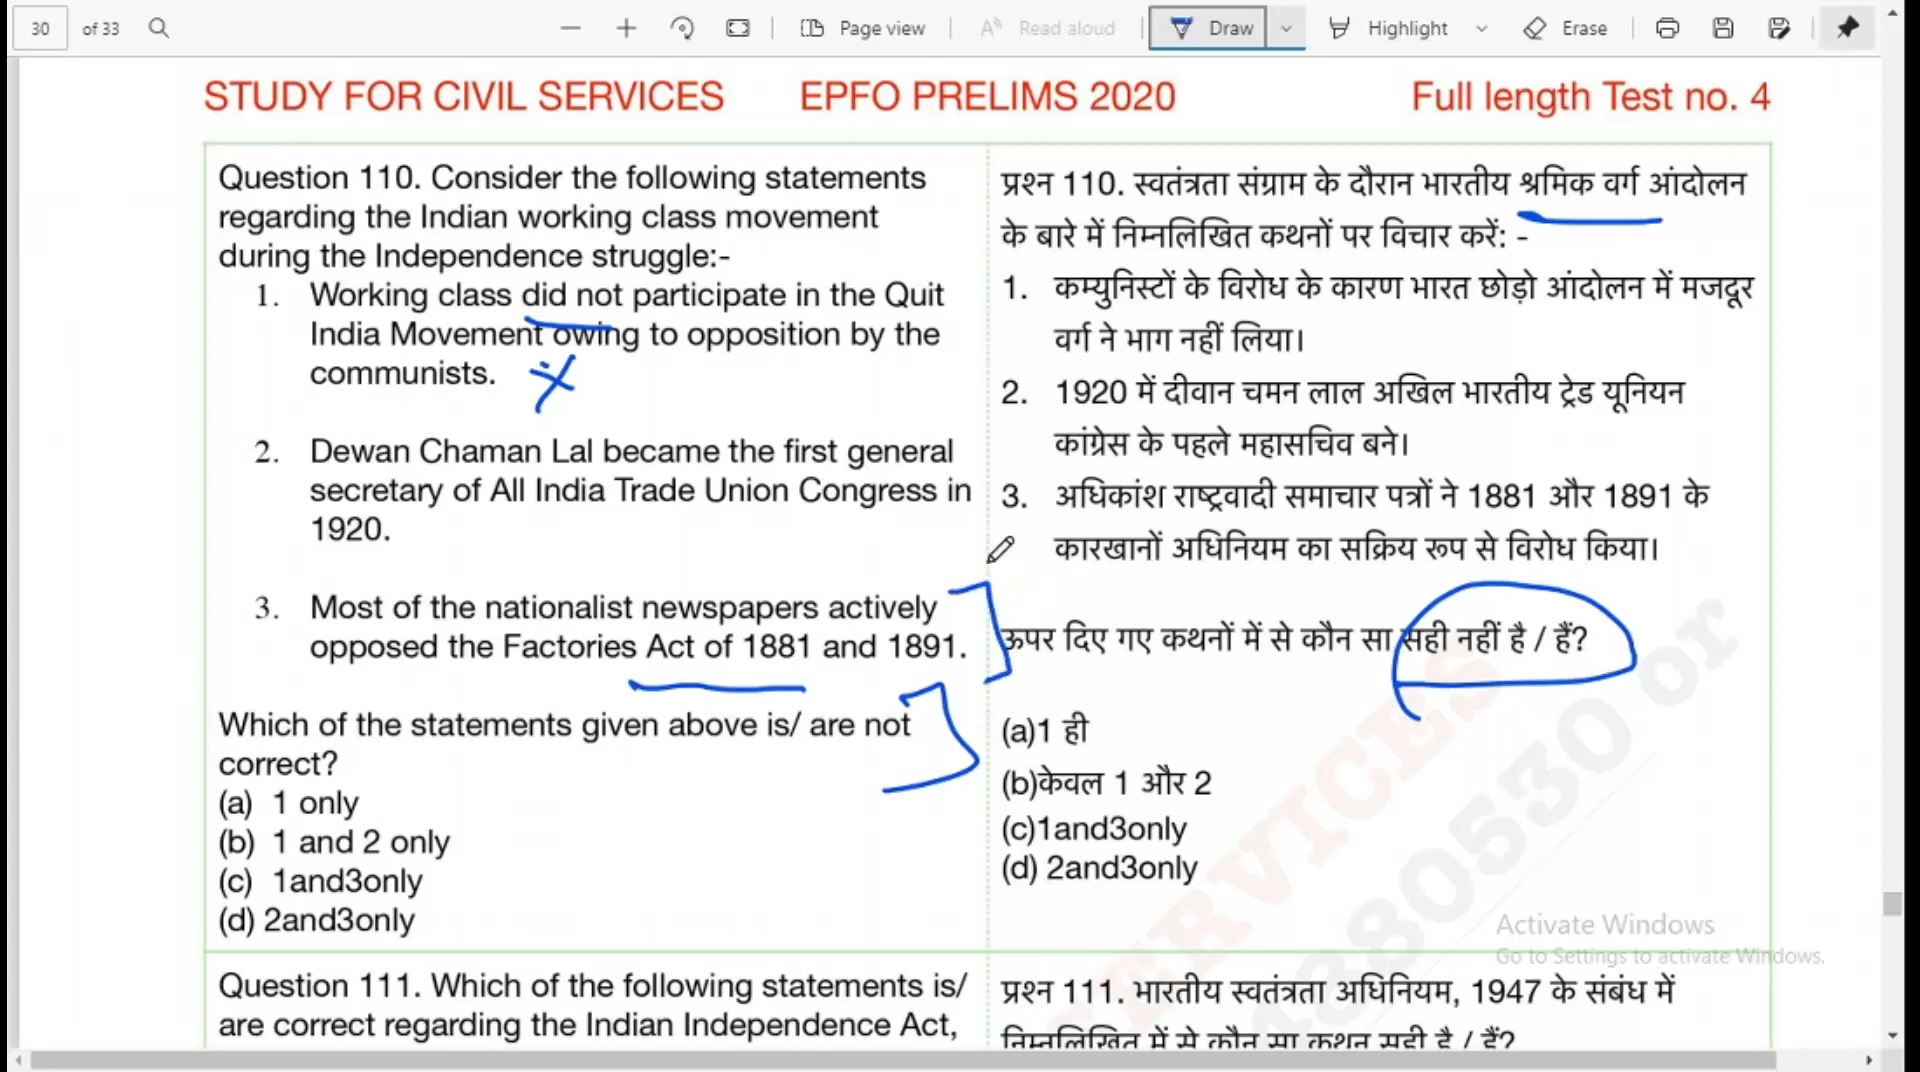 30 of 33 Page view Read aloud Draw Highlight Erase
STUDY FOR CIVIL SERVICES EPFO PRELIMS 2020 Full length Test no. 4
Question 110. Consider the following statements
regarding the Indian working class movement
during the Independence struggle:-
1. Working class did not participate in the Quit
India Movement owing to opposition by the
communists.
2. Dewan Chaman Lal became the first general
secretary of All India Trade Union Congress in
1920.
3. Most of the nationalist newspapers actively
opposed the Factories Act of 1881 and 1891.
Which of the statements given above is/ are not
correct?
(a) 1 only
(b) 1 and 2 only
(c) 1and3only
(d) 2and3only
प्रश्न 110. स्वतंत्रता संग्राम के दौरान भारतीय श्रमिक वर्ग आंदोलन
के बारे में निम्नलिखित कथनों पर विचार करें: -
1. कम्युनिस्टों के विरोध के कारण भारत छोड़ो आंदोलन में मजदूर
वर्ग ने भाग नहीं लिया।
2. 1920 में दीवान चमन लाल अखिल भारतीय ट्रेड यूनियन
कांग्रेस के पहले महासचिव बने।
3. अधिकांश राष्ट्रवादी समाचार पत्रों ने 1881 और 1891 के
कारखानों अधिनियम का सक्रिय रूप से विरोध किया।
ऊपर दिए गए कथनों में से कौन सा सही नहीं है / हैं?
(a)1 ही
(b)केवल 1 और 2
(c)1and3only
(d) 2and3only
Question 111. Which of the following statements is/
are correct regarding the Indian Independence Act,
प्रश्न 111. भारतीय स्वतंत्रता अधिनियम, 1947 के संबंध में
निम्नलिखित में से कौन सा कथन सही है / हैं?
Activate Windows
Go to Settings to activate Windows.